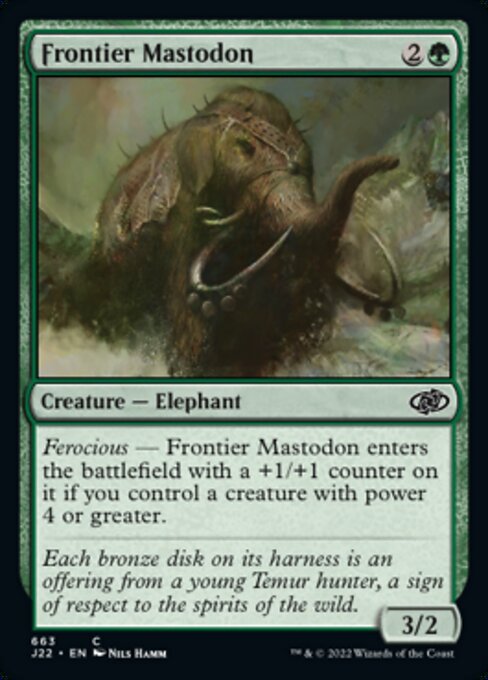 Frontier Mastodon 2
Creature — Elephant
Ferocious — Frontier Mastodon enters
the battlefield with a +1/+1 counter on
it if you control a creature with power
4 or greater.
Each bronze disk on its harness is an
offering from a young Temur hunter, a sign
of respect to the spirits of the wild.
3/2
663 C
J22 • EN Nils Hamm
™ & © 2022 Wizards of the Coast